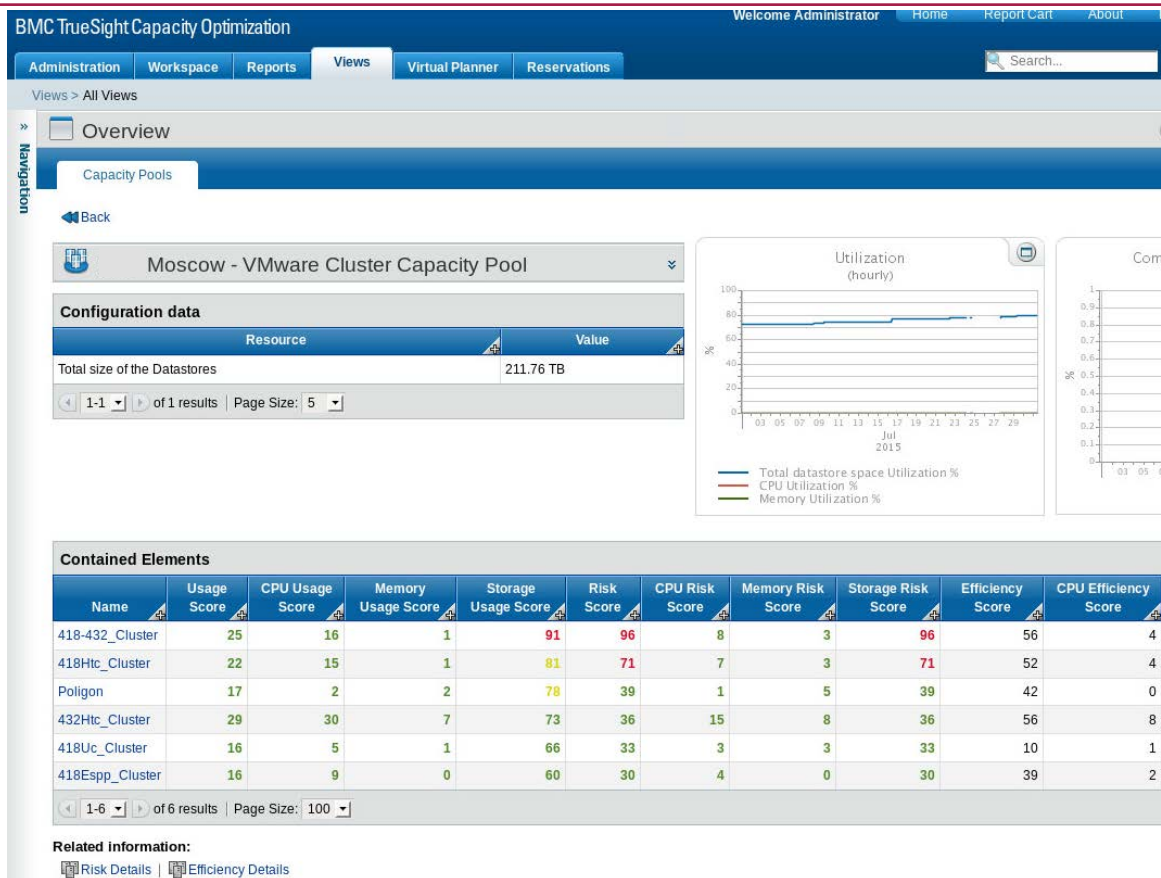 Welcome Administrator Home Report Cart About
BMC TrueSight Capacity Optimization
Administration Workspace Reports Views Virtual Planner Reservations
Search...
Views > All Views
» Navigation
Overview
Capacity Pools
Back
Moscow - VMware Cluster Capacity Pool
Configuration data
Resource Value
Total size of the Datastores 211.76 TB
1-1 of 1 results | Page Size: 5
Utilization
(hourly)
100
80
60
40
20
0
%
03 05 07 09 11 13 15 17 19 21 23 25 27 29
Jul
2015
Total datastore space Utilization %
CPU Utilization %
Memory Utilization %
Com
1
0.9
0.8
0.7
0.6
0.5
0.4
0.3
0.2
0.1
0
%
03 05
Contained Elements
Name Usage Score CPU Usage Score Memory Usage Score Storage Usage Score Risk Score CPU Risk Score Memory Risk Score Storage Risk Score Efficiency Score CPU Efficiency Score
418-432_Cluster 25 16 1 91 96 8 3 96 56 4
418Htc_Cluster 22 15 1 81 71 7 3 71 52 4
Poligon 17 2 2 78 39 1 5 39 42 0
432Htc_Cluster 29 30 7 73 36 15 8 36 56 8
418Uc_Cluster 16 5 1 66 33 3 3 33 10 1
418Espp_Cluster 16 9 0 60 30 4 0 30 39 2
1-6 of 6 results | Page Size: 100
Related information:
Risk Details | Efficiency Details